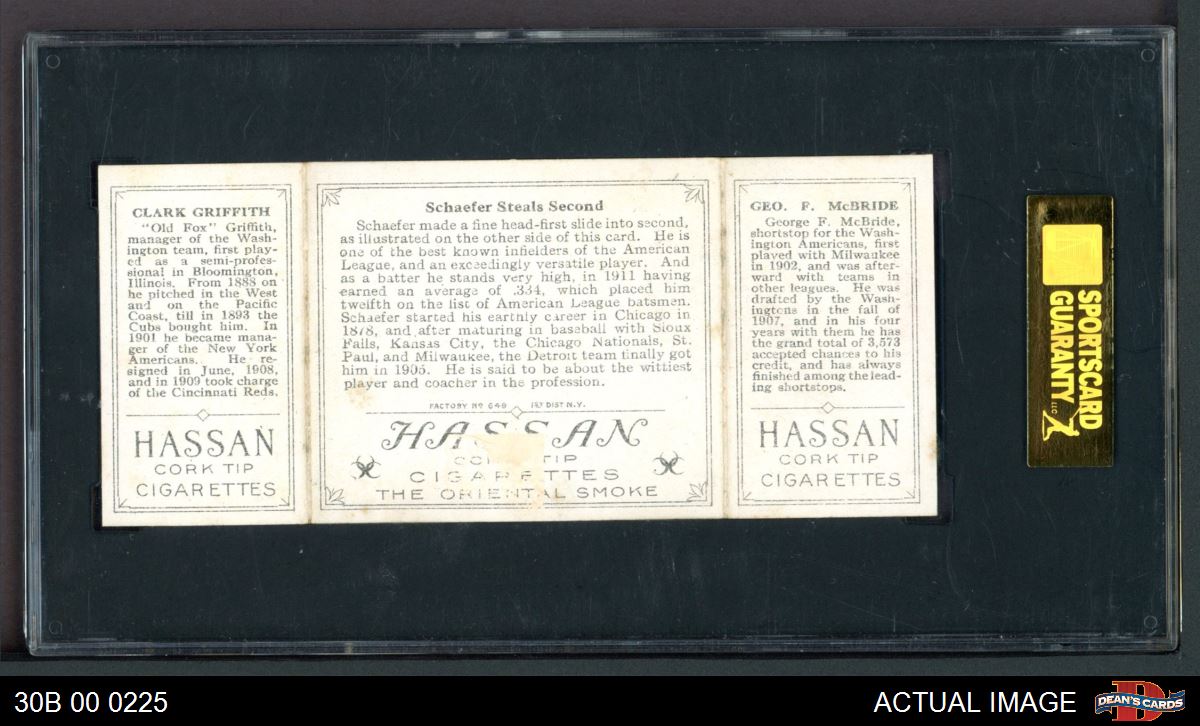 CLARK GRIFFITH
"Old Fox" Griffith,
manager of the Wash-
ington team, first play-
ed as a semi-profes-
sional in Bloomington,
Illinois. From 1888 on
he pitched in the West
and on the Pacific
Coast, till in 1893 the
Cubs bought him. In
1901 he became mana-
ger of the New York
Americans. He re-
signed in June, 1908,
and in 1909 took charge
of the Cincinnati Reds.
HASSAN
CORK TIP
CIGARETTES
Schaefer Steals Second
Schaefer made a fine head-first slide into second,
as illustrated on the other side of this card. He is
one of the best known infielders of the American
League, and an exceedingly versatile player. And
as a batter he stands very high, in 1911 having
earned an average of .334, which placed him
twelfth on the list of American League batsmen.
Schaefer started his earthly career in Chicago in
1878, and after maturing in baseball with Sioux
Falls, Kansas City, the Chicago Nationals, St.
Paul, and Milwaukee, the Detroit team finally got
him in 1905. He is said to be about the wittiest
player and coacher in the profession.
FACTORY Nº 649 1ST DIST N.Y.
HASSAN
CORK TIP
CIGARETTES
THE ORIENTAL SMOKE
GEO. F. McBRIDE
George F. McBride,
shortstop for the Wash-
ington Americans, first
played with Milwaukee
in 1902, and was after-
ward with teams in
other leagues. He was
drafted by the Wash-
ingtons in the fall of
1907, and in his four
years with them he has
the grand total of 3,573
accepted chances to his
credit, and has always
finished among the lead-
ing shortstops.
HASSAN
CORK TIP
CIGARETTES
SPORTSCARD
GUARANTY LLC
30B 00 0225
ACTUAL IMAGE
DEAN'S CARDS